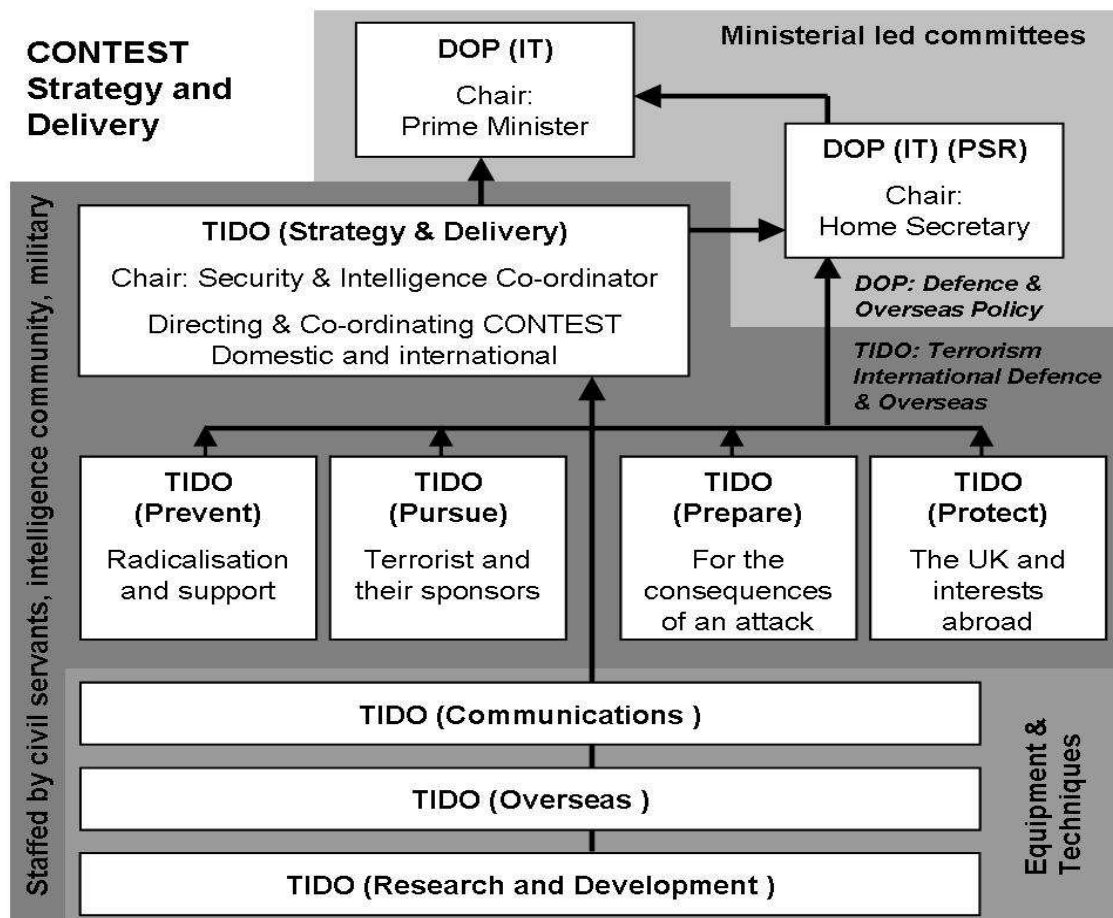 CONTEST
Strategy and
Delivery
Ministerial led committees
DOP (IT)
Chair:
Prime Minister
DOP (IT) (PSR)
Chair:
Home Secretary
TIDO (Strategy & Delivery)
Chair: Security & Intelligence Co-ordinator
Directing & Co-ordinating CONTEST
Domestic and international
DOP: Defence &
Overseas Policy
TIDO: Terrorism
International Defence
& Overseas
TIDO
(Prevent)
Radicalisation
and support
TIDO
(Pursue)
Terrorist and
their sponsors
TIDO
(Prepare)
For the
consequences
of an attack
TIDO
(Protect)
The UK and
interests
abroad
TIDO (Communications )
TIDO (Overseas )
TIDO (Research and Development )
Staffed by civil servants, intelligence community, military
Equipment &
Techniques